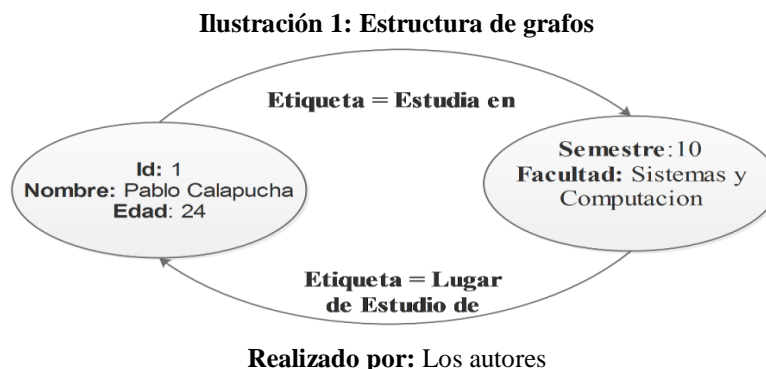 Ilustración 1: Estructura de grafos
Etiqueta = Estudia en
Id: 1
Nombre: Pablo Calapucha
Edad: 24
Semestre:10
Facultad: Sistemas y
Computacion
Etiqueta = Lugar
de Estudio de
Realizado por: Los autores